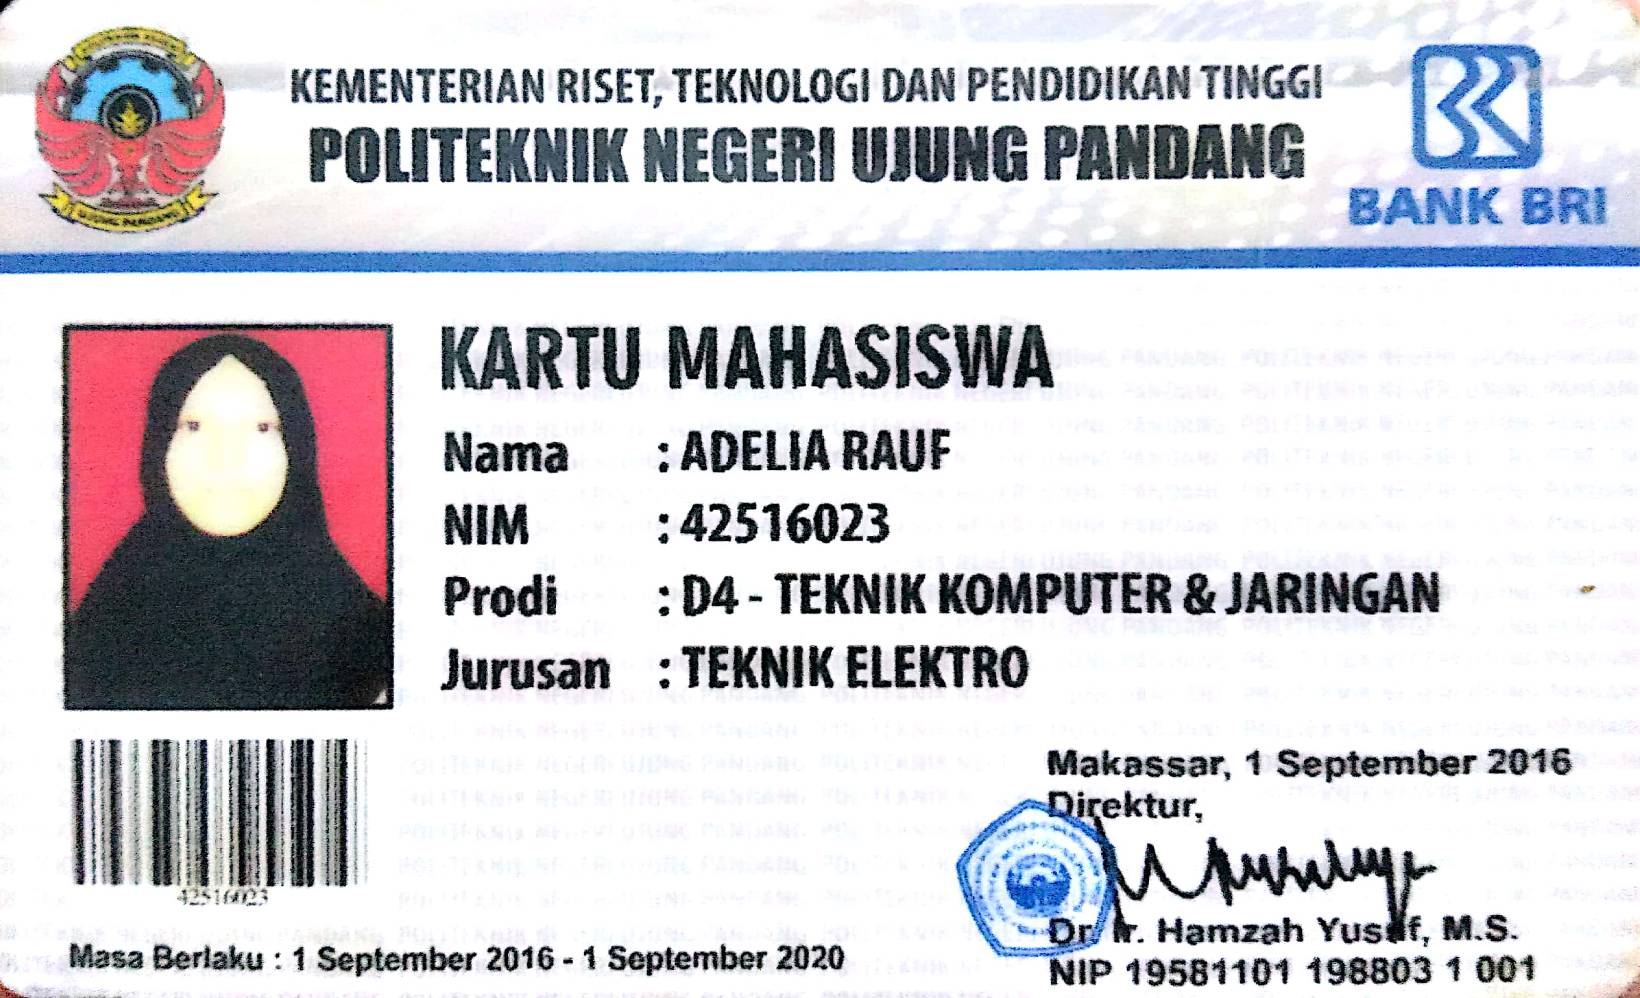 KEMENTERIAN RISET, TEKNOLOGI DAN PENDIDIKAN TINGGI
POLITEKNIK NEGERI UJUNG PANDANG
BANK BRI
KARTU MAHASISWA
Nama : ADELIA RAUF
NIM : 42516023
Prodi : D4 - TEKNIK KOMPUTER & JARINGAN
Jurusan : TEKNIK ELEKTRO
42516023
Masa Berlaku : 1 September 2016 - 1 September 2020
Makassar, 1 September 2016
Direktur,
Dr. Ir. Hamzah Yusuf, M.S.
NIP 19581101 198803 1 001